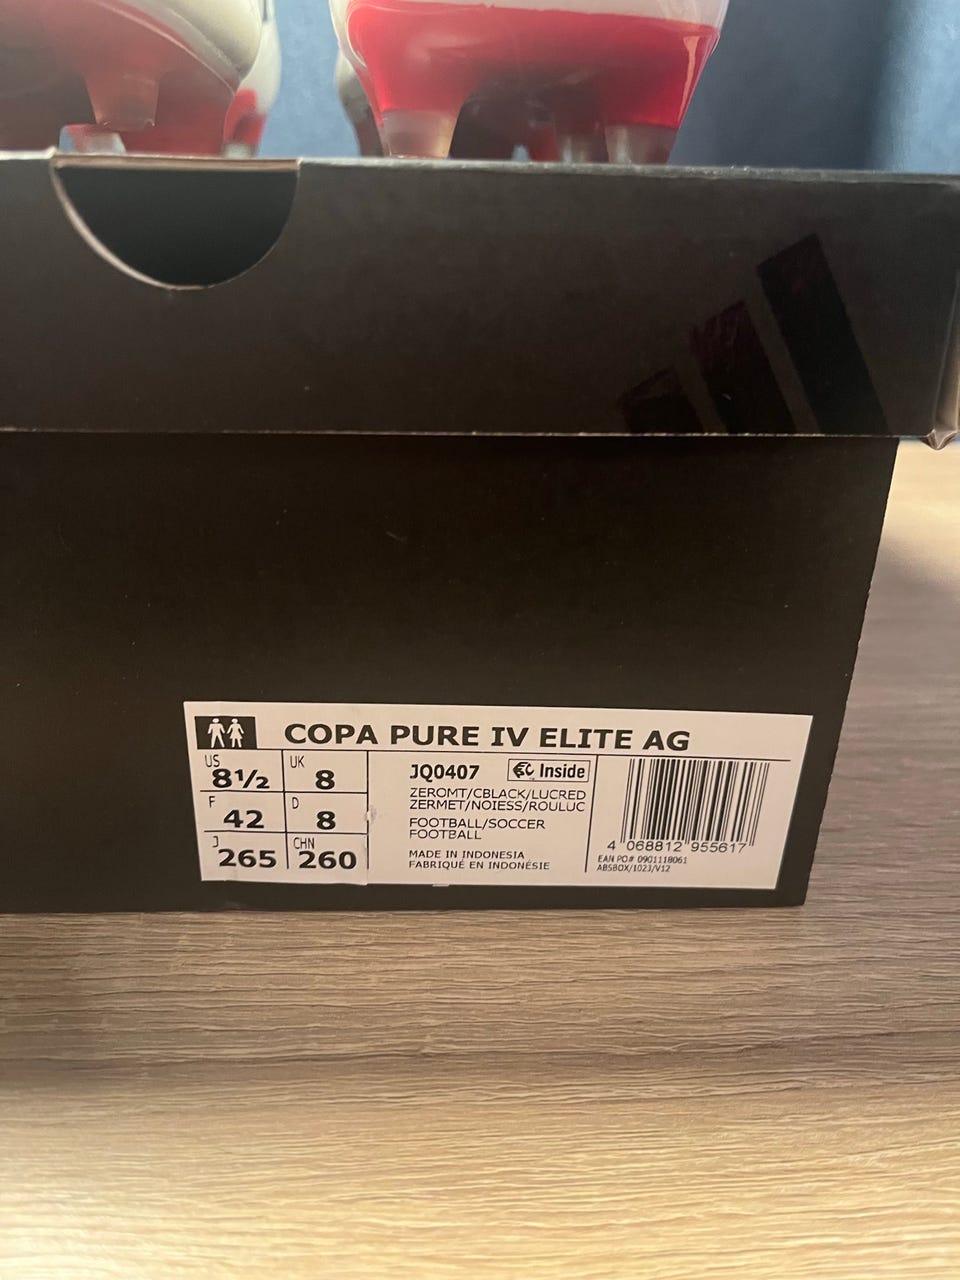 COPA PURE IV ELITE AG
US 8½ UK 8
F 42 D 8
J 265 CHN 260
JQ0407 Inside
ZEROMT/CBLACK/LUCRED
ZERMET/NOIESS/ROULUC
FOOTBALL/SOCCER
FOOTBALL
MADE IN INDONESIA
FABRIQUÉ EN INDONÉSIE
4 068812 955617
EAN PO# 0901118061
ABSBOX/1023/V12